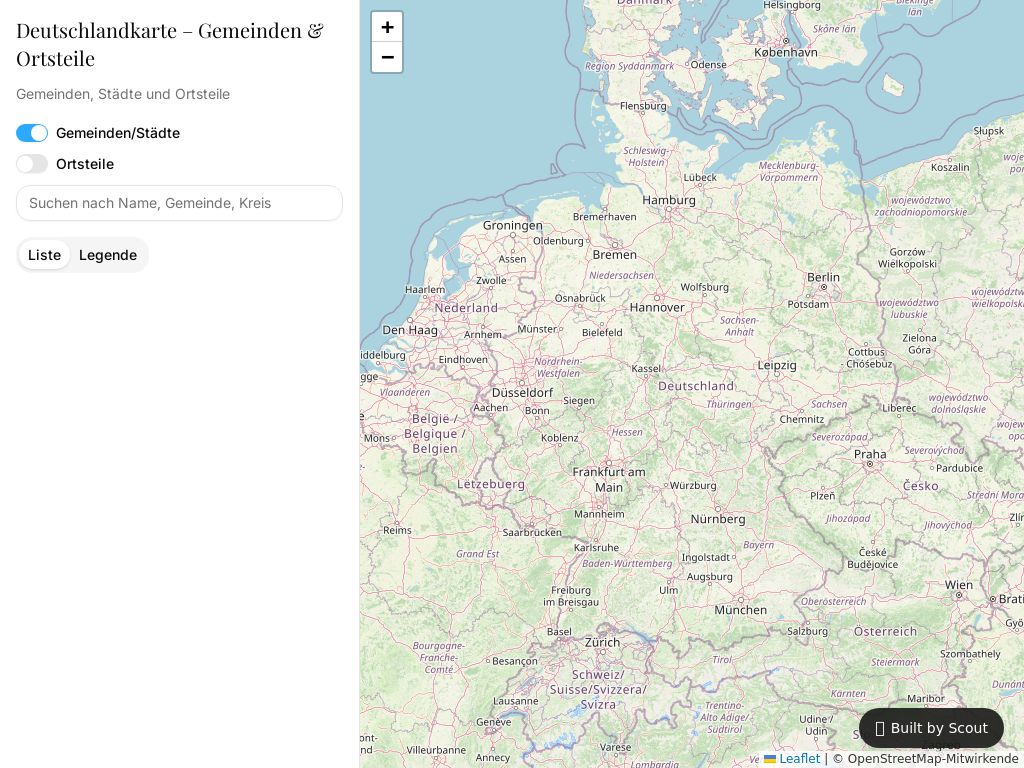 Deutschlandkarte – Gemeinden &
Ortsteile
Gemeinden, Städte und Ortsteile
Gemeinden/Städte
Ortsteile
Suchen nach Name, Gemeinde, Kreis
Liste
Legende
+
−
Danmark
Helsingborg
Skåne län
län
København
Region Syddanmark
Odense
Flensburg
Schleswig-
Holstein
Mecklenburg-
Vorpommern
Słupsk
Koszalin
Lübeck
Hamburg
województwo
zachodniopomorskie
Bremerhaven
Groningen
Oldenburg
Bremen
Assen
Gorzów
Wielkopolski
Zwolle
Niedersachsen
Berlin
Wolfsburg
Haarlem
Nederland
Osnabrück
Hannover
Potsdam
województwo
lubuskie
Den Haag
Arnhem
Münster
Bielefeld
Sachsen-
Anhalt
Zielona
Góra
Middelburg
Eindhoven
Nordrhein-
Westfalen
Kassel
Leipzig
Cottbus
- Chóśebuz
Vlaanderen
Düsseldorf
Deutschland
Aachen
Bonn
Siegen
Thüringen
Sachsen
Liberec
województwo
dolnośląskie
Chemnitz
België /
Belgique /
Belgien
Mons
Koblenz
Hessen
Severozápad
Severovýchod
Praha
Pardubice
Frankfurt am
Main
Lëtzebuerg
Würzburg
Plzeň
Česko
Mannheim
Nürnberg
Jihozápad
Jihovýchod
Reims
Saarbrücken
Karlsruhe
Grand Est
Baden-Württemberg
Ingolstadt
Bayern
České
Budějovice
Augsburg
Freiburg
im Breisgau
Ulm
München
Oberösterreich
Wien
Basel
Zürich
Salzburg
Österreich
Bourgogne-
Franche-
Comté
Besançon
Tirol
Steiermark
Szombathely
Schweiz/
Suisse/Svizzera/
Svizra
Lausanne
Kärnten
Maribor
Genève
Trentino-
Alto Adige/
Südtirol
Udine/
Udin
Villeurbanne
Varese
Annecy
Lombardia
Zagreb
Built by Scout
Leaflet | © OpenStreetMap-Mitwirkende